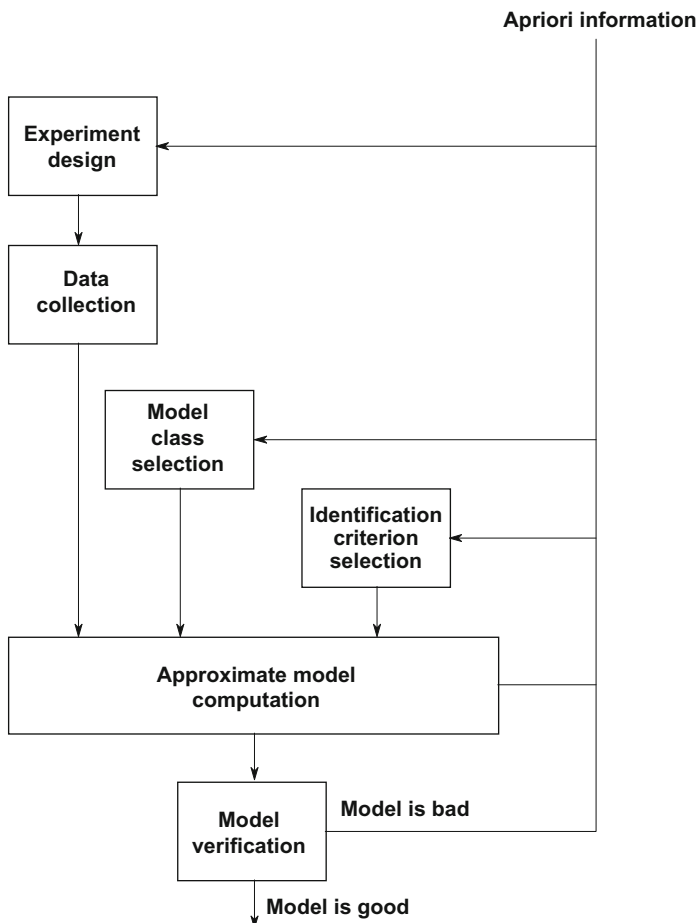 Apriori information
Experiment
design
Data
collection
Model
class
selection
Identification
criterion
selection
Approximate model
computation
Model
verification
Model is bad
Model is good